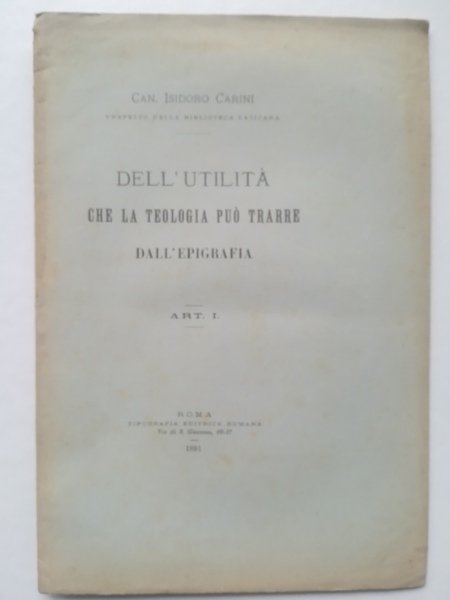 CAN. ISIDORO CARINI
PREFETTO DELLA BIBLIOTECA VATICANA
DELL'UTILITÀ
CHE LA TEOLOGIA PUÒ TRARRE
DALL'EPIGRAFIA
ART. I.
ROMA
TIPOGRAFIA EDITRICE ROMANA
Via
1891